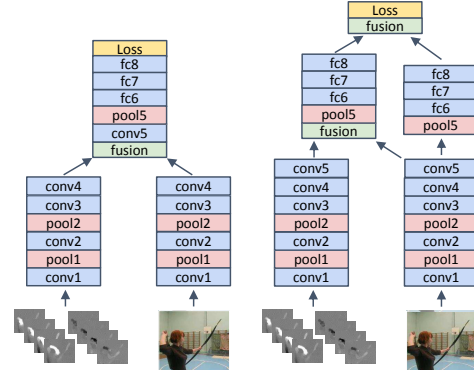 Loss
fc8
fc7
fc6
pool5
conv5
fusion
conv4
conv3
pool2
conv2
pool1
conv1
conv4
conv3
pool2
conv2
pool1
conv1
Loss
fusion
fc8
fc7
fc6
pool5
fusion
fc8
fc7
fc6
pool5
conv5
conv4
conv3
pool2
conv2
pool1
conv1
conv5
conv4
conv3
pool2
conv2
pool1
conv1